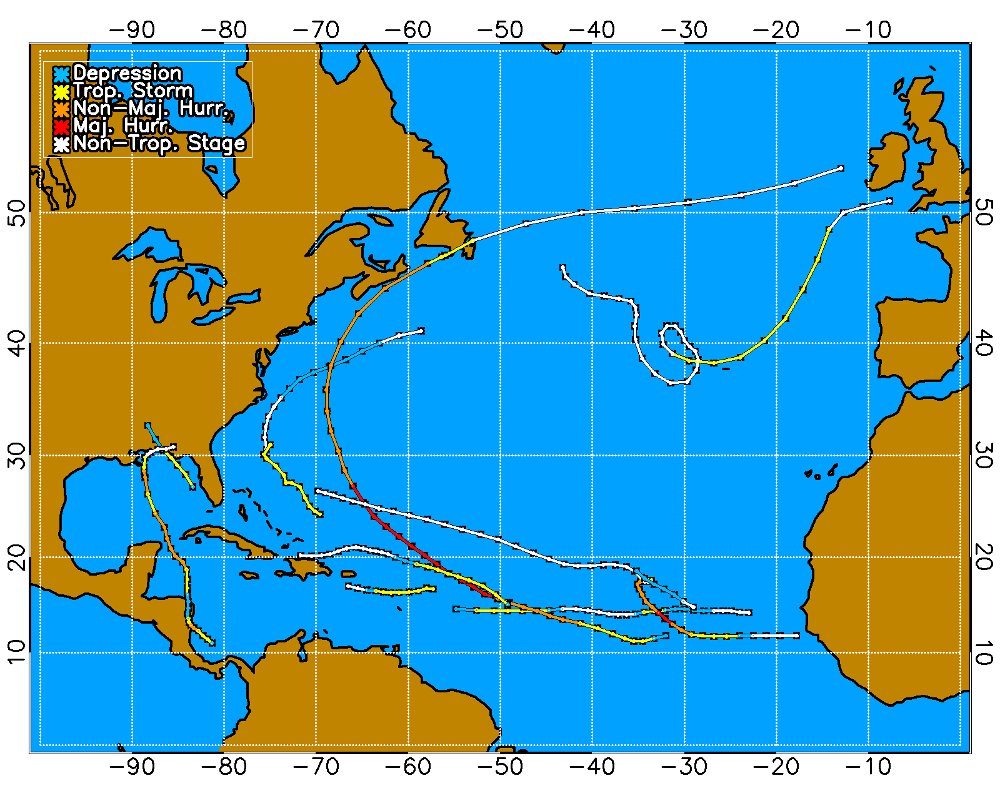 −90 −80 −70 −60 −50 −40 −30 −20 −10
Depression
Trop. Storm
Non−Maj. Hurr.
Maj. Hurr.
Non−Trop. Stage
50 50
40 40
30 30
20 20
10 10
−90 −80 −70 −60 −50 −40 −30 −20 −10